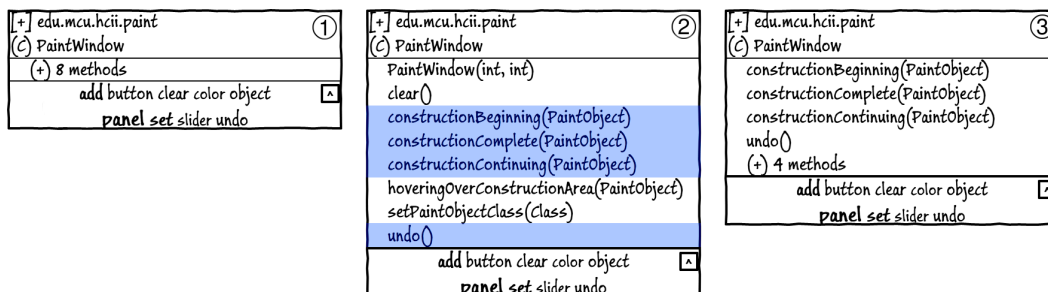 [+] edu.mcu.hcii.paint
①
(C) PaintWindow
(+) 8 methods
add button clear color object
^
panel set slider undo
[+] edu.mcu.hcii.paint
②
(C) PaintWindow
PaintWindow(int, int)
clear()
constructionBeginning(PaintObject)
constructionComplete(PaintObject)
constructionContinuing(PaintObject)
hoveringOverConstructionArea(PaintObject)
setPaintObjectClass(Class)
undo()
add button clear color object
^
panel set slider undo
[+] edu.mcu.hcii.paint
③
(C) PaintWindow
constructionBeginning(PaintObject)
constructionComplete(PaintObject)
constructionContinuing(PaintObject)
undo()
(+) 4 methods
add button clear color object
^
panel set slider undo